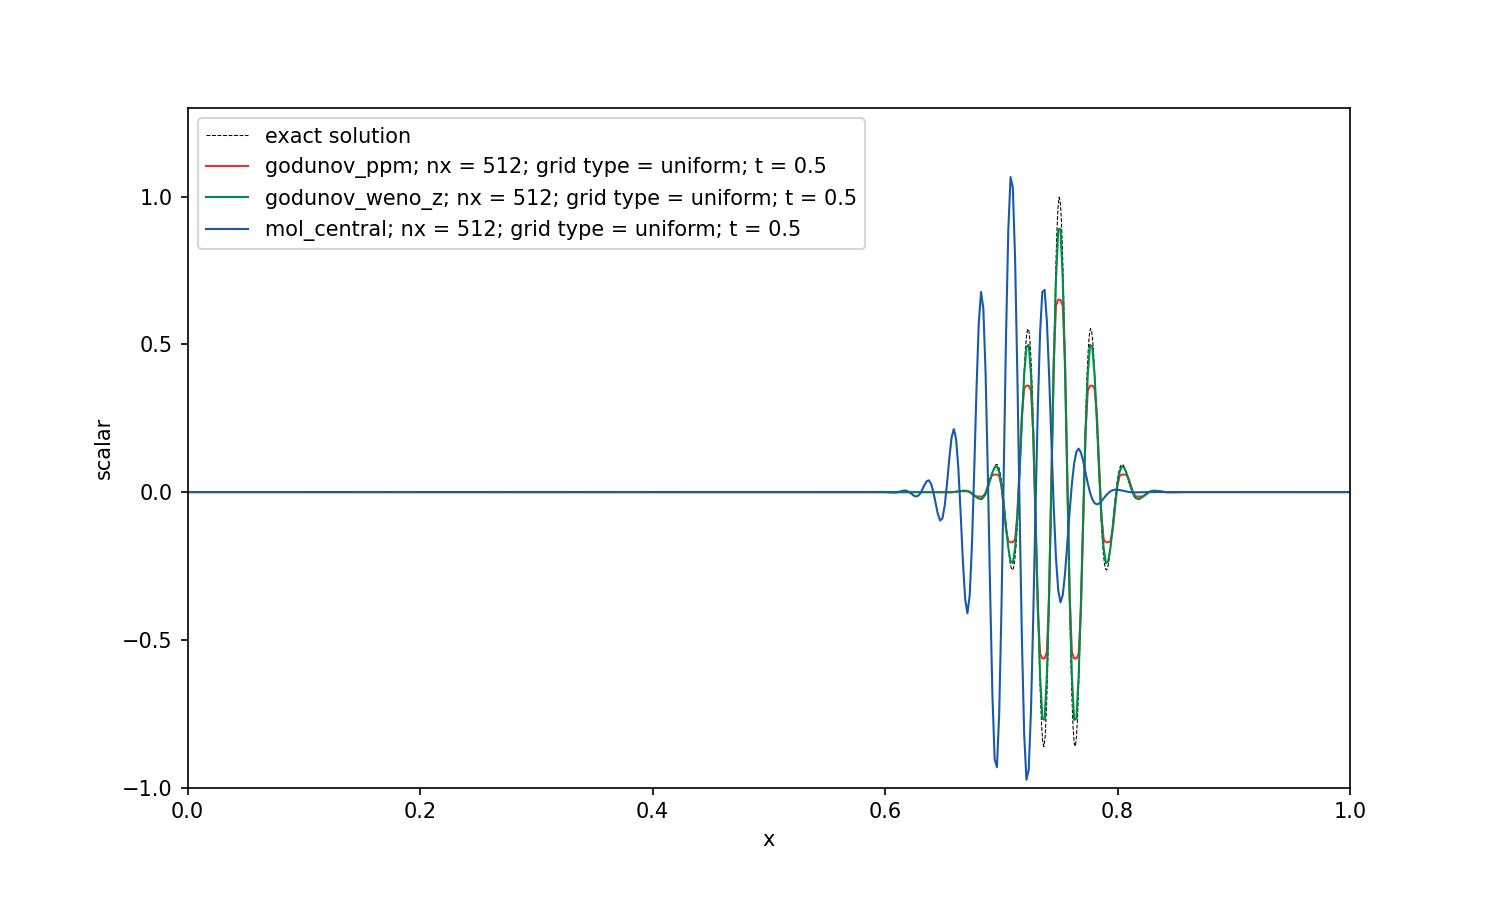 exact solution
godunov_ppm; nx = 512; grid type = uniform; t = 0.5
godunov_weno_z; nx = 512; grid type = uniform; t = 0.5
mol_central; nx = 512; grid type = uniform; t = 0.5
1.0
0.5
0.0
−0.5
−1.0
scalar
0.0 0.2 0.4 0.6 0.8 1.0
x